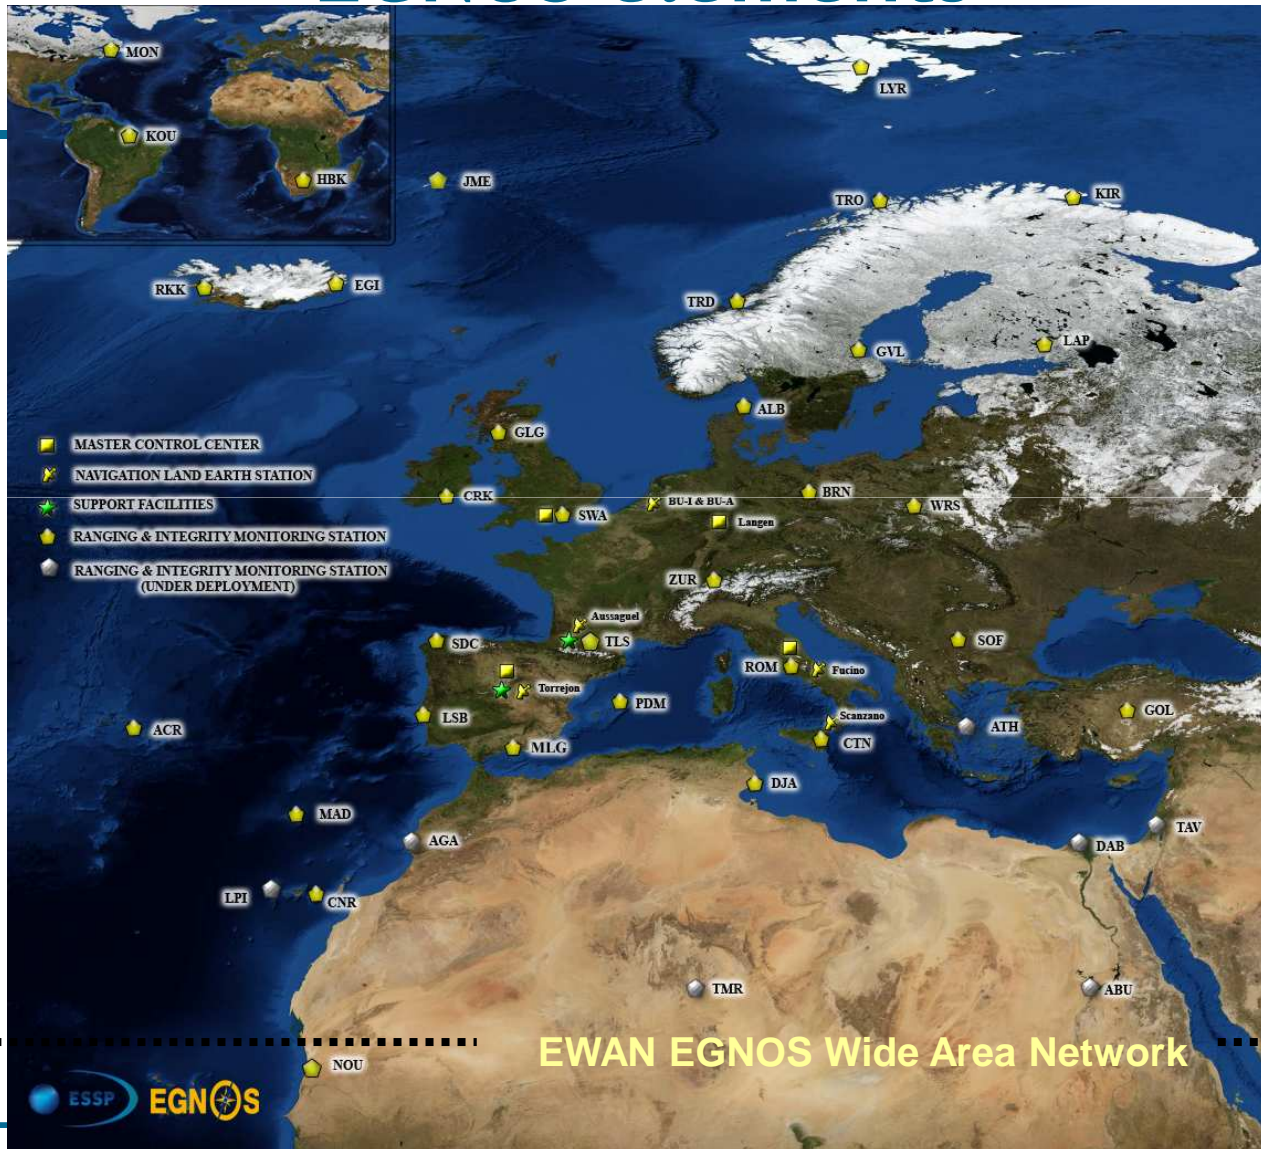 EGNOS elements
MON
KOU
HBK
LYR
JME
TRO
KIR
RKK
EGI
TRD
GVL
LAP
ALB
GLG
MASTER CONTROL CENTER
NAVIGATION LAND EARTH STATION
SUPPORT FACILITIES
RANGING & INTEGRITY MONITORING STATION
RANGING & INTEGRITY MONITORING STATION
(UNDER DEPLOYMENT)
CRK
SWA
BU-I & BU-A
Langen
BRN
WRS
ZUR
Aussaguel
SDC
TLS
ROM
Fucino
SOF
Torrejon
PDM
LSB
Scanzano
GOL
ACR
MLG
CTN
ATH
DJA
MAD
AGA
TAV
DAB
LPI
CNR
TMR
ABU
NOU
EWAN EGNOS Wide Area Network
ESSP
EGNOS